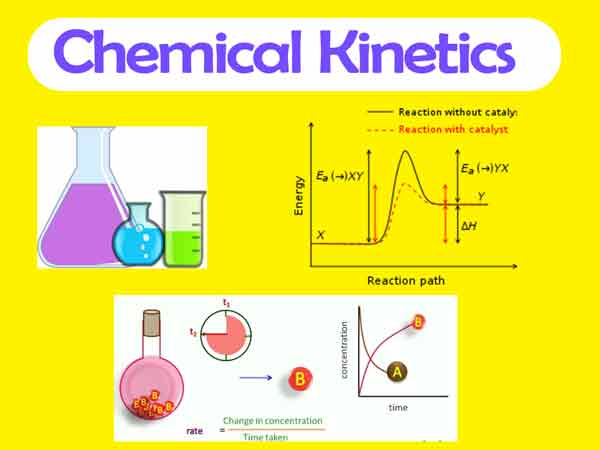 Chemical Kinetics
Reaction without cataly:
Reaction with catalyst
Energy
Ea (→)XY
Ea (→)YX
X
Y
ΔH
Reaction path
t1
t2
B
B
A
concentration
time
B
B
B
B
rate = Change in concentration
Time taken